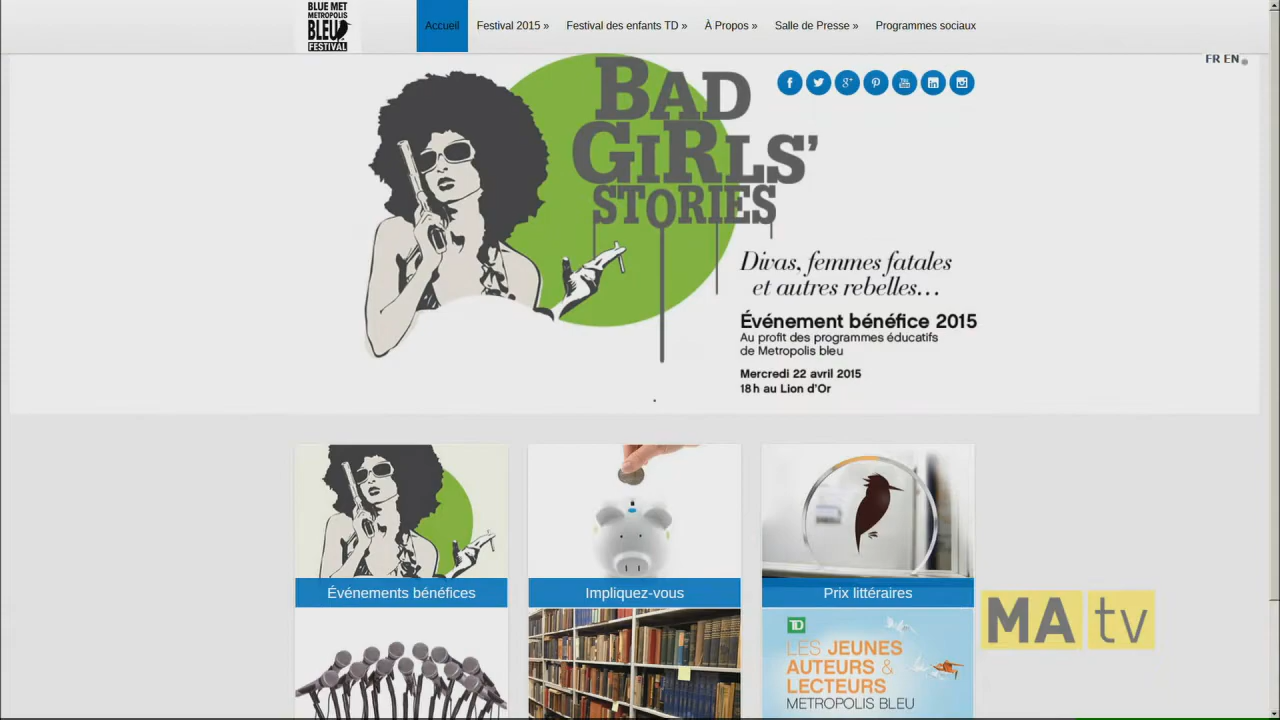 BLUE MET
METROPOLIS
BLEU
FESTIVAL
Accueil
Festival 2015 »
Festival des enfants TD »
À Propos »
Salle de Presse »
Programmes sociaux
FR EN
BAD
GiRLS'
STORIES
Divas, femmes fatales
et autres rebelles…
Événement bénéfice 2015
Au profit des programmes éducatifs
de Metropolis bleu
Mercredi 22 avril 2015
18h au Lion d'Or
Événements bénéfices
Impliquez-vous
Prix littéraires
TD
LES JEUNES
AUTEURS &
LECTEURS
METROPOLIS BLEU
MA tv